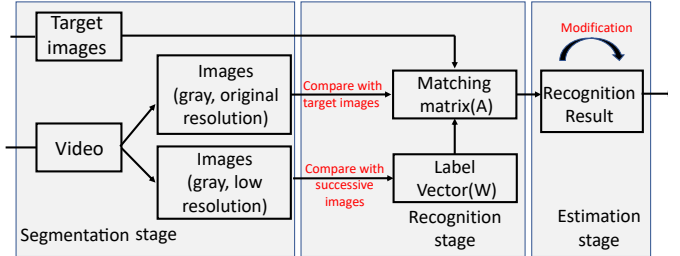 Target
images
Video
Images
(gray, original
resolution)
Images
(gray, low
resolution)
Segmentation stage
Compare with
target images
Compare with
successive
images
Matching
matrix(A)
Label
Vector(W)
Recognition
stage
Modification
Recognition
Result
Estimation
stage